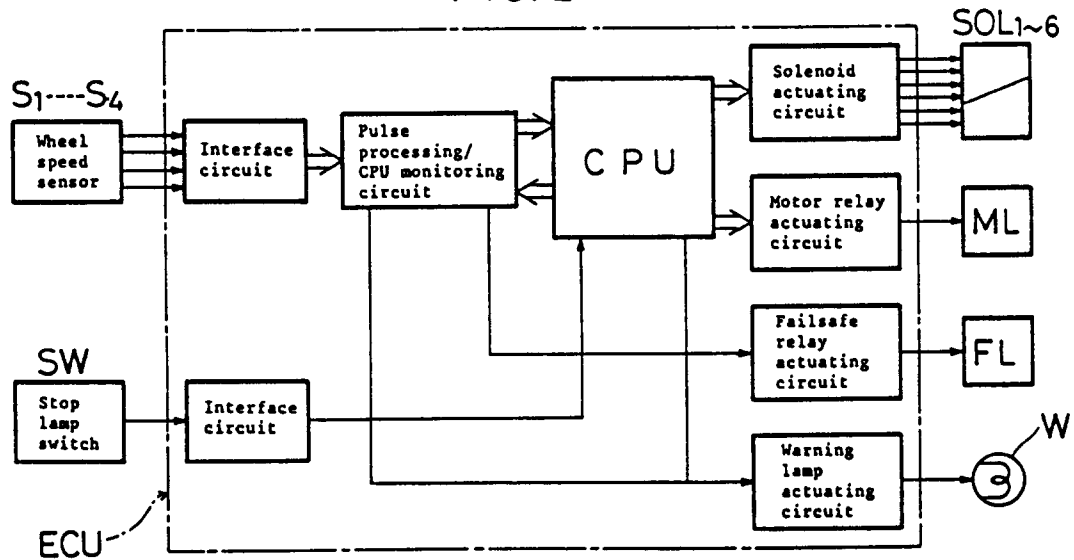 SOL1~6
S1----S4
Wheel
speed
sensor
Interface
circuit
Pulse
processing/
CPU monitoring
circuit
CPU
Solenoid
actuating
circuit
Motor relay
actuating
circuit
ML
Failsafe
relay
actuating
circuit
FL
SW
Stop
lamp
switch
Interface
circuit
Warning
lamp
actuating
circuit
W
ECU